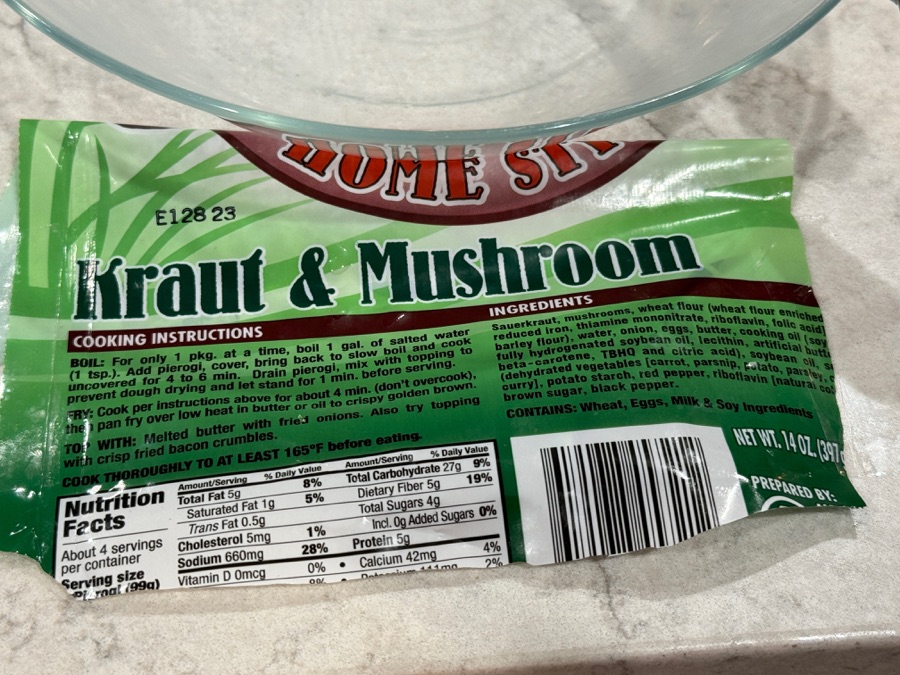 HOME
E128 23
Kraut & Mushroom
COOKING INSTRUCTIONS
BOIL: For only 1 pkg. at a time, boil 1 gal. of salted water
(1 tsp.). Add pierogi, cover, bring back to slow boil and cook
uncovered for 4 to 6 min. Drain pierogi, mix with topping to
prevent dough drying and let stand for 1 min. before serving.
FRY: Cook per instructions above for about 4 min. (don't overcook),
then pan fry over low heat in butter or oil to crispy golden brown.
TOP WITH: Melted butter with fried onions. Also try topping
with crisp fried bacon crumbles.
COOK THOROUGHLY TO AT LEAST 165°F before eating.
INGREDIENTS
Sauerkraut, mushrooms, wheat flour (wheat flour enriched
reduced iron, thiamine monomitrate, riboflavin, folic acid)
barley flour), water, onion, eggs, butter, cooking oil (soy
fully hydrogenated soybean oil, lecithin, artificial
beta-carotene, TBHQ and citric acid), soybean oil,
(dehydrated vegetables [carrot, parsnip, potato, parsley,
curry], potato starch, red pepper, riboflavin [natural
brown sugar, black pepper.
CONTAINS: Wheat, Eggs, Milk & Soy Ingredients
Nutrition
Facts
About 4 servings
per container
Serving size
Pierogi (99g)
Amount/Serving % Daily Value
Total Fat 5g 8%
Saturated Fat 1g 5%
Trans Fat 0.5g
Cholesterol 5mg 1%
Sodium 660mg 28%
Vitamin D 0mcg 0%
Amount/Serving % Daily Value
Total Carbohydrate 27g 9%
Dietary Fiber 5g 19%
Total Sugars 4g
Incl. 0g Added Sugars 0%
Protein 5g
• Calcium 42mg 4%
2%
NET WT. 14 OZ. (397g
PREPARED BY: